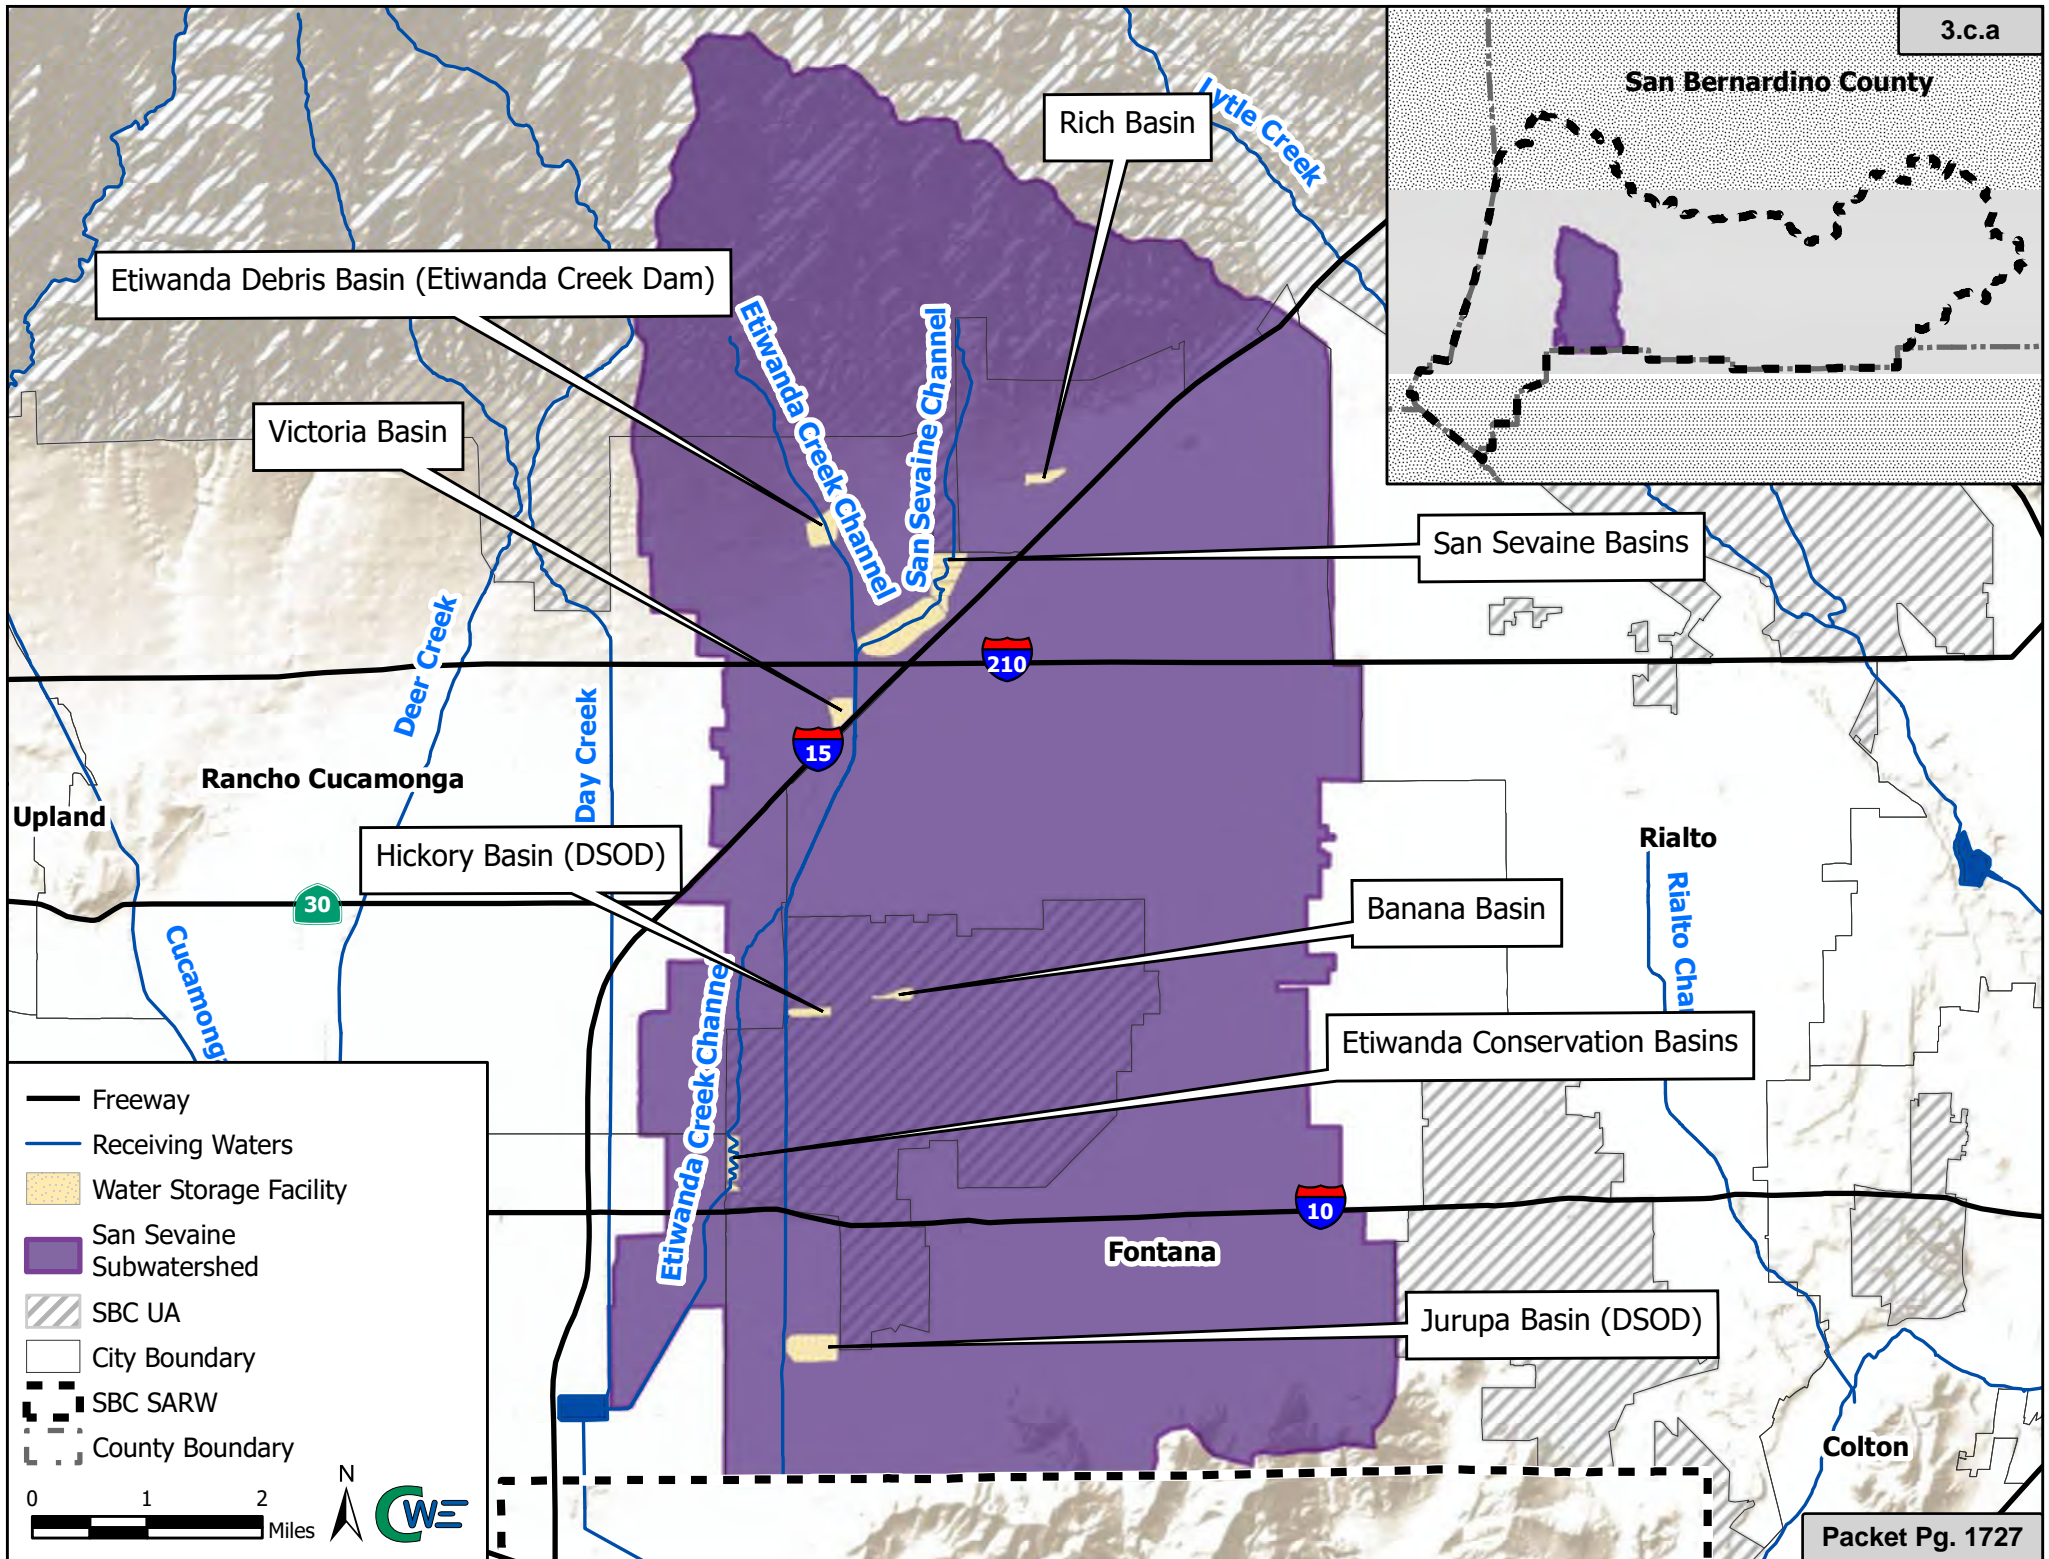 3.c.a
San Bernardino County
Lytle Creek
Rich Basin
Etiwanda Debris Basin (Etiwanda Creek Dam)
Etiwanda Creek Channel
San Sevaine Channel
Victoria Basin
San Sevaine Basins
210
Deer Creek
Day Creek
15
Rancho Cucamonga
Upland
Hickory Basin (DSOD)
Rialto
30
Banana Basin
Rialto Cha
Cucamonga
Etiwanda Creek Channe
Etiwanda Conservation Basins
10
Fontana
Jurupa Basin (DSOD)
Colton
Freeway
Receiving Waters
Water Storage Facility
San Sevaine
Subwatershed
SBC UA
City Boundary
SBC SARW
County Boundary
N
0 1 2
Miles
CWE
Packet Pg. 1727